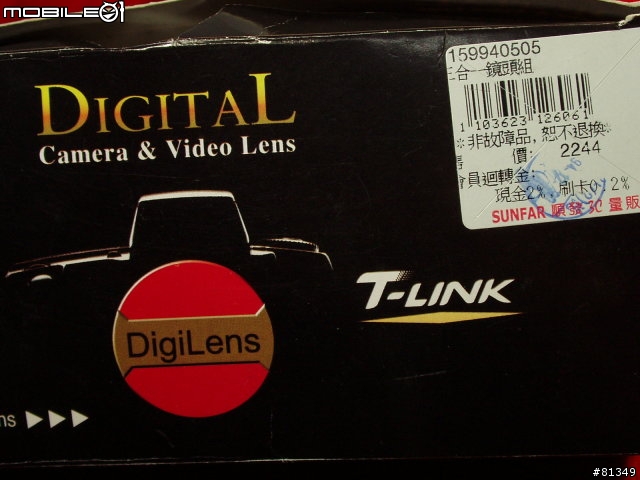 MOBILE01
159940505
三合一鏡頭組
1 103623 126061
※非故障品,恕不退換※
售 價: 2244
會員迴轉金:
現金2%, 刷卡0.2%
SUNFAR 順發3C量販
DIGITAL
Camera & Video Lens
T-LINK
DigiLens
ns
#81349